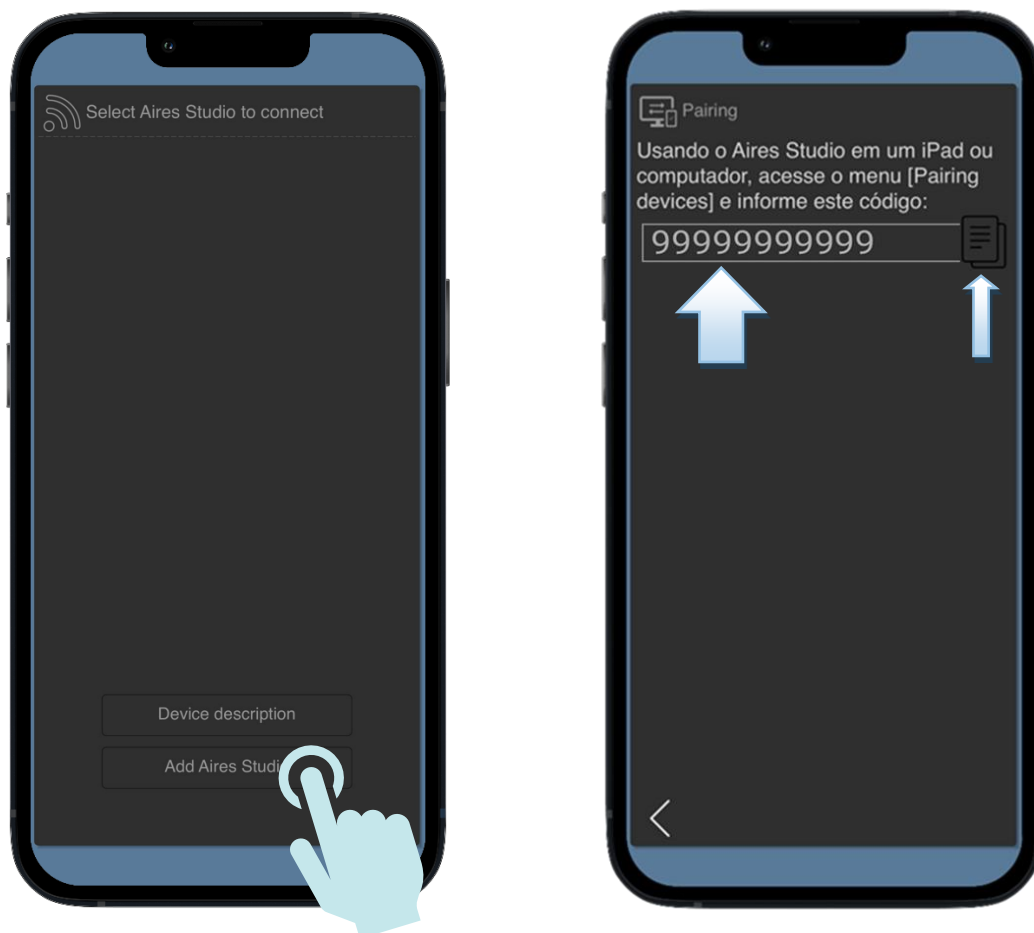 Select Aires Studio to connect
Device description
Add Aires Studi
Pairing
Usando o Aires Studio em um iPad ou
computador, acesse o menu [Pairing
devices] e informe este código:
99999999999